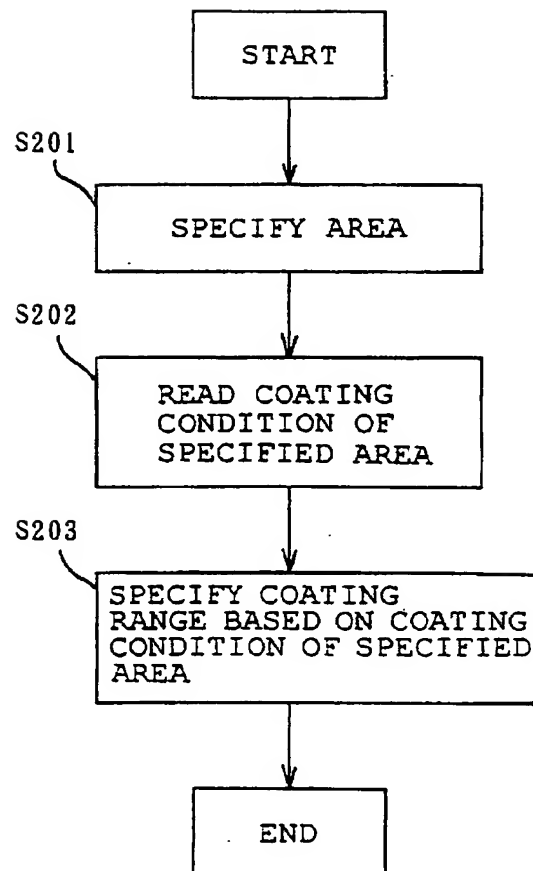 START
S201
SPECIFY AREA
S202
READ COATING
CONDITION OF
SPECIFIED AREA
S203
SPECIFY COATING
RANGE BASED ON COATING
CONDITION OF SPECIFIED
AREA
END